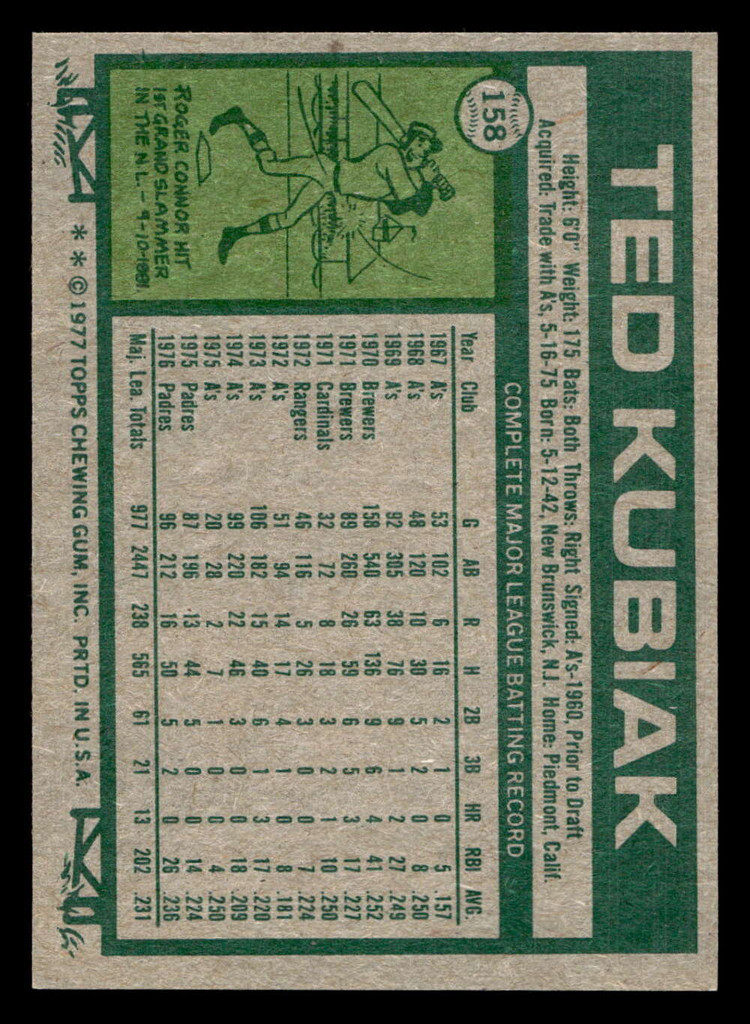 158
TED KUBIAK
Height: 6'0" Weight: 175 Bats: Both Throws: Right Signed: A's-1960, Prior to Draft
Acquired: Trade with A's, 5-16-75 Born: 5-12-42, New Brunswick, N.J. Home: Piedmont, Calif.
COMPLETE MAJOR LEAGUE BATTING RECORD
Year Club G AB R H 2B 3B HR RBI AVG.
1967 A's 53 102 6 16 2 1 0 5 .157
1968 A's 48 120 10 30 5 2 0 8 .250
1969 A's 92 305 38 76 9 1 2 27 .249
1970 Brewers 158 540 63 136 9 6 4 41 .252
1971 Brewers 89 260 26 59 6 5 3 17 .227
1971 Cardinals 32 72 8 18 3 2 1 10 .250
1972 Rangers 46 116 5 26 3 0 0 7 .224
1972 A's 51 94 14 17 4 1 0 8 .181
1973 A's 106 182 15 40 6 1 3 17 .220
1974 A's 99 220 22 46 3 0 0 18 .209
1975 A's 20 28 2 7 1 0 0 4 .250
1975 Padres 87 196 13 44 5 0 0 14 .224
1976 Padres 96 212 16 50 5 2 0 26 .236
Maj. Lea. Totals 977 2447 238 565 61 21 13 202 .231
ROGER CONNOR HIT
1ST GRAND SLAMMER
IN THE N.L. - 9-10-1881.
* * © 1977 TOPPS CHEWING GUM, INC. PRTD. IN U.S.A.